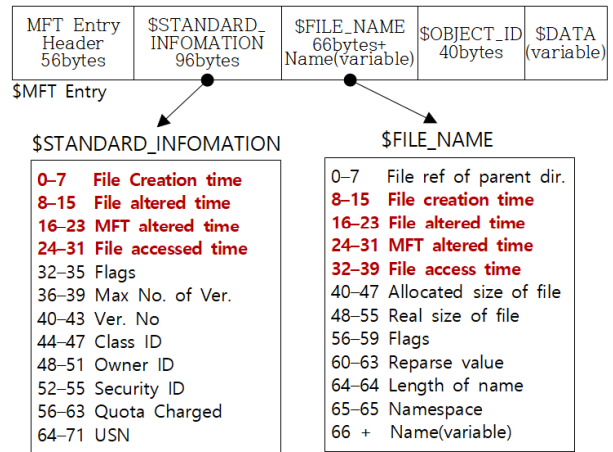 MFT Entry Header 56bytes
$STANDARD_ INFOMATION 96bytes
$FILE_NAME 66bytes+ Name(variable)
$OBJECT_ID 40bytes
$DATA (variable)
$MFT Entry
$STANDARD_INFOMATION
0–7 File Creation time
8–15 File altered time
16–23 MFT altered time
24–31 File accessed time
32–35 Flags
36–39 Max No. of Ver.
40–43 Ver. No
44–47 Class ID
48–51 Owner ID
52–55 Security ID
56–63 Quota Charged
64–71 USN
$FILE_NAME
0–7 File ref of parent dir.
8–15 File creation time
16–23 File altered time
24–31 MFT altered time
32–39 File access time
40–47 Allocated size of file
48–55 Real size of file
56–59 Flags
60–63 Reparse value
64–64 Length of name
65–65 Namespace
66 + Name(variable)